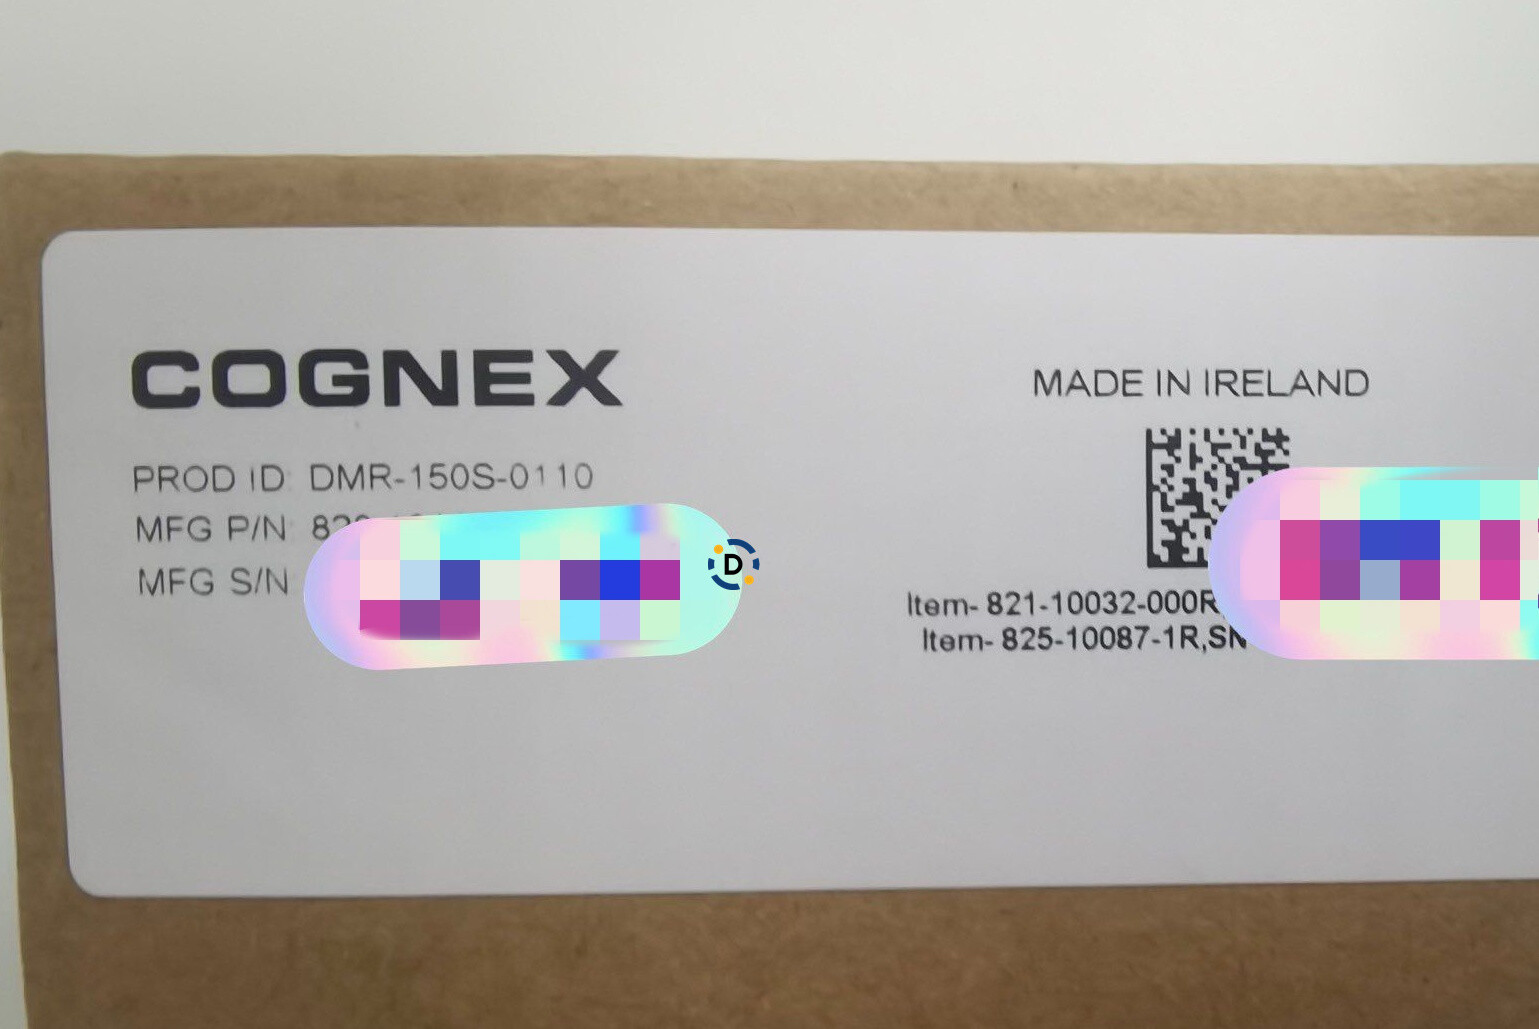 COGNEX
PROD ID: DMR-150S-0110
MFG P/N
MFG S/N
MADE IN IRELAND
Item- 821-10032-000R
Item- 825-10087-1R,SN
D